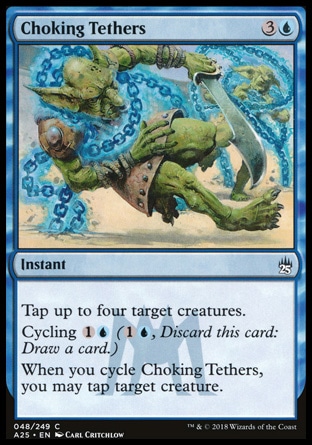 Choking Tethers 3
Instant
25
Tap up to four target creatures.
Cycling 1 (1 , Discard this card:
Draw a card.)
When you cycle Choking Tethers,
you may tap target creature.
048/249 C
A25 • EN Carl Critchlow
™ & © 2018 Wizards of the Coast